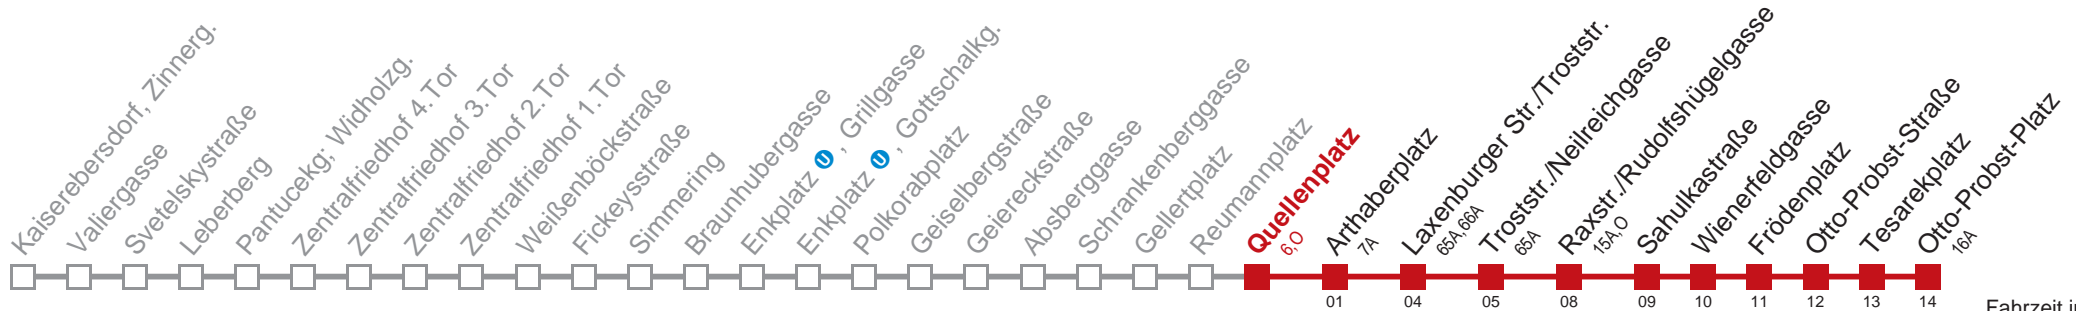 Kaiserebersdorf, Zinnerg.
Valiergasse
Svetelskystraße
Leberberg
Pantucekg; Widholzg.
Zentralfriedhof 4.Tor
Zentralfriedhof 3.Tor
Zentralfriedhof 2.Tor
Zentralfriedhof 1.Tor
Weißenböckstraße
Fickeysstraße
Simmering
Braunhubergasse
Enkplatz U, Grillgasse
Enkplatz U, Gottschalkg.
Polkorabplatz
Geiselbergstraße
Geiereckstraße
Absberggasse
Schrankenberggasse
Gellertplatz
Reumannplatz
Quellenplatz
6, O
Arthaberplatz
7A
Laxenburger Str./Troststr.
65A, 66A
Troststr./Neilreichgasse
65A
Raxstr./Rudolfshügelgasse
15A, O
Sahulkastraße
Wienerfeldgasse
Frödenplatz
Otto-Probst-Straße
Tesarekplatz
Otto-Probst-Platz
16A
01 04 05 08 09 10 11 12 13 14
Fahrzeit i